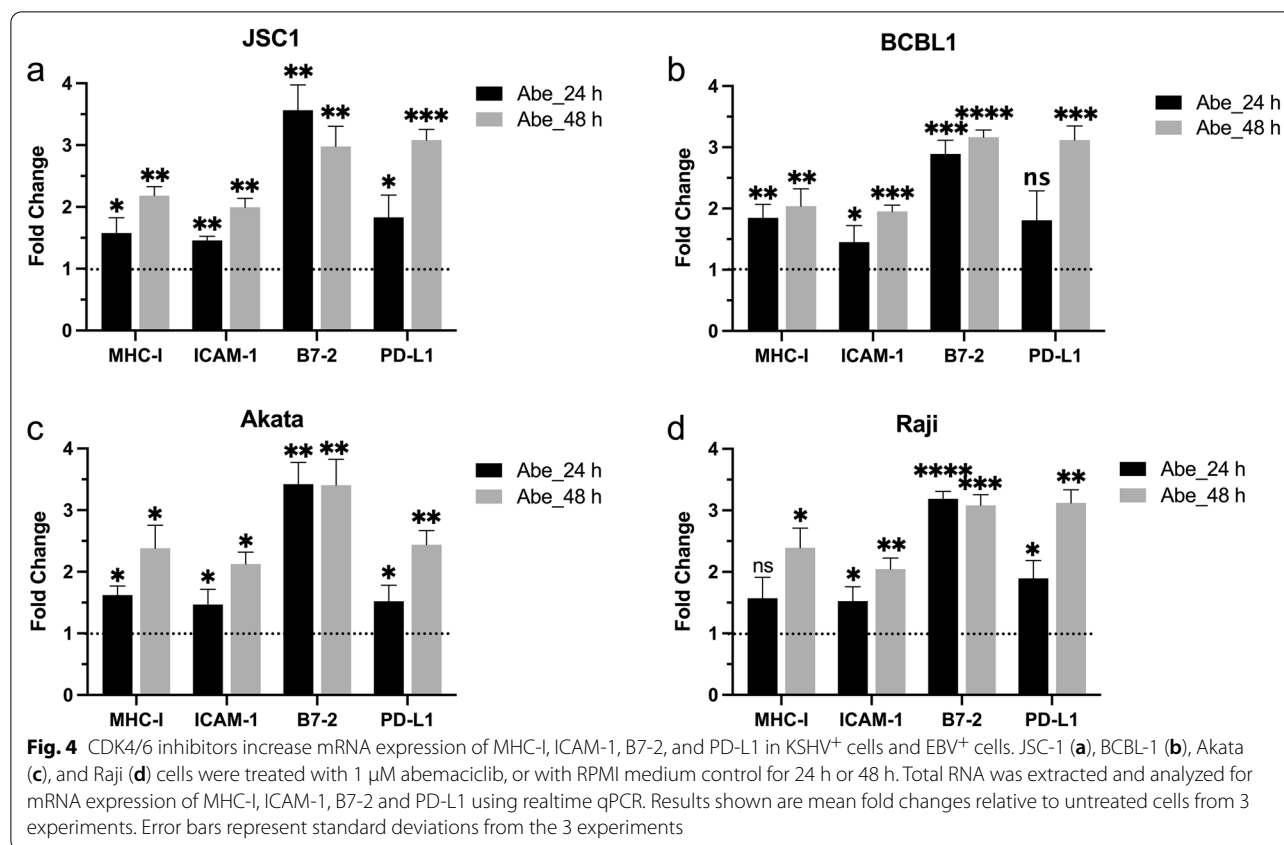 JSC1
a
**
**
***
**
**
*
**
*
Abe_24 h
Abe_48 h
Fold Change
4
3
2
1
0
MHC-I ICAM-1 B7-2 PD-L1
BCBL1
b
****
***
***
ns
**
**
***
*
Abe_24 h
Abe_48 h
Fold Change
4
3
2
1
0
MHC-I ICAM-1 B7-2 PD-L1
Akata
c
**
**
**
*
*
*
*
*
Abe_24 h
Abe_48 h
Fold Change
4
3
2
1
0
MHC-I ICAM-1 B7-2 PD-L1
Raji
d
****
***
**
*
ns
**
*
*
Abe_24 h
Abe_48 h
Fold Change
4
3
2
1
0
MHC-I ICAM-1 B7-2 PD-L1
Fig. 4 CDK4/6 inhibitors increase mRNA expression of MHC-I, ICAM-1, B7-2, and PD-L1 in KSHV+ cells and EBV+ cells. JSC-1 (a), BCBL-1 (b), Akata
(c), and Raji (d) cells were treated with 1 µM abemaciclib, or with RPMI medium control for 24 h or 48 h. Total RNA was extracted and analyzed for
mRNA expression of MHC-I, ICAM-1, B7-2 and PD-L1 using realtime qPCR. Results shown are mean fold changes relative to untreated cells from 3
experiments. Error bars represent standard deviations from the 3 experiments